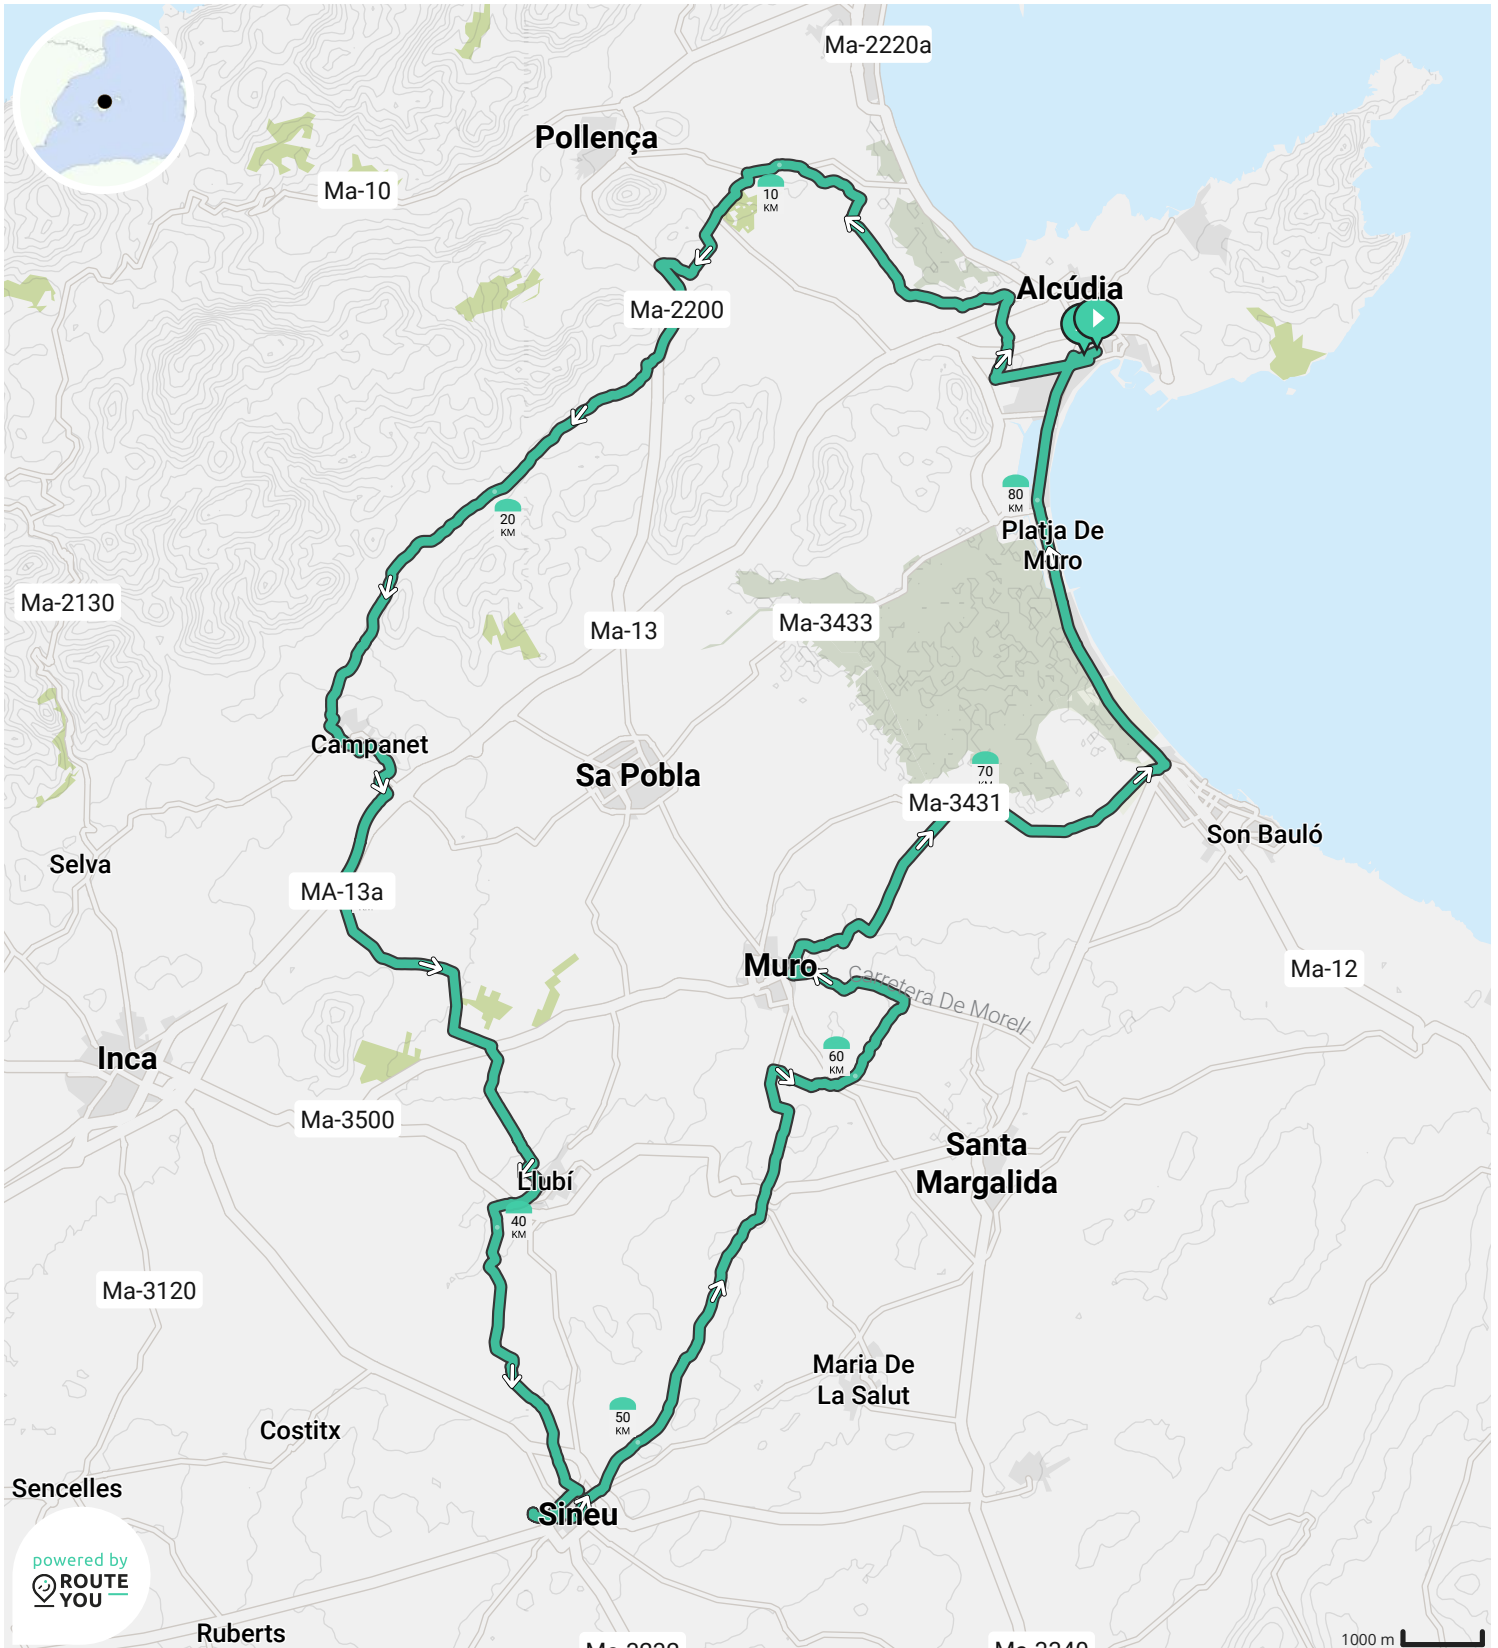 Ma-2220a
Pollença
Ma-10
10
KM
Alcúdia
Ma-2200
80
KM
20
KM
Platja De
Muro
Ma-2130
Ma-13
Ma-3433
Campanet
Sa Pobla
70
Ma-3431
Son Bauló
Selva
MA-13a
Muro
Carretera De Morell
Ma-12
Inca
60
KM
Ma-3500
Santa
Margalida
Llubí
40
KM
Ma-3120
Maria De
La Salut
50
KM
Costitx
Sencelles
Sineu
powered by
ROUTE
YOU
Ruberts
1000 m